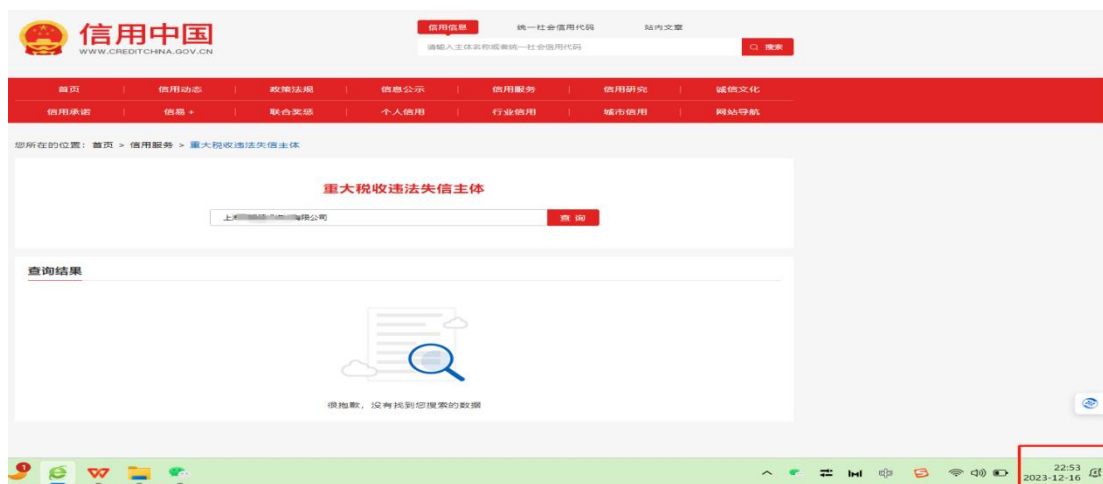 信用信息 统一社会信用代码 站内文章
信用中国
WWW.CREDITCHINA.GOV.CN
请输入主体名称或者统一社会信用代码 搜索
首页 信用动态 政策法规 信息公示 信用服务 信用研究 诚信文化
信用承诺 信易+ 联合奖惩 个人信用 行业信用 城市信用 网站导航
您所在的位置：首页 > 信用服务 > 重大税收违法失信主体
重大税收违法失信主体
上 有限公司 查询
查询结果
很抱歉，没有找到您搜索的数据
1
22:53
2023-12-16